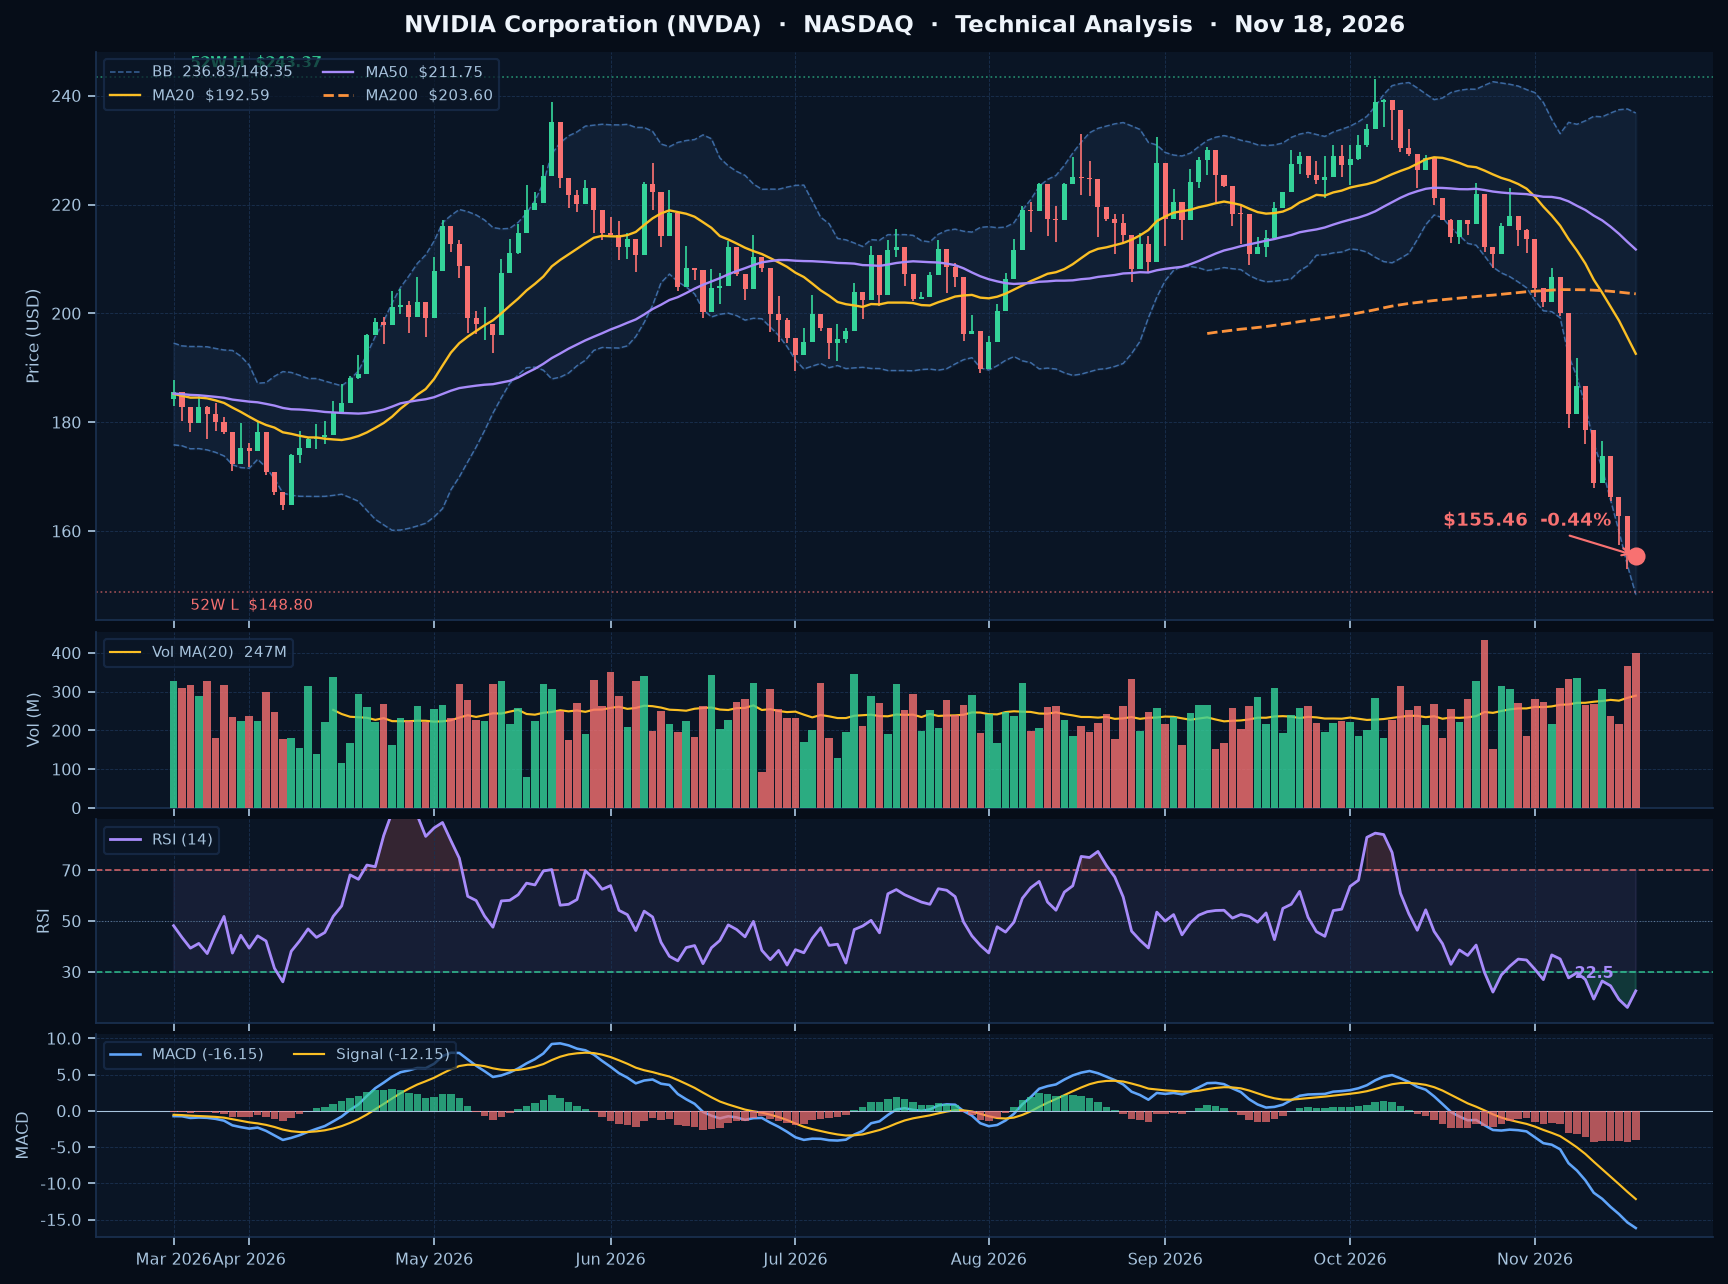 NVIDIA Corporation (NVDA)  ·  NASDAQ  ·  Technical Analysis  ·  Nov 18, 2026
52W H  $243.37
BB  236.83/148.35
MA50  $211.75
MA20  $192.59
MA200  $203.60
240
220
200
180
160
Price (USD)
$155.46  -0.44%
52W L  $148.80
Vol MA(20)  247M
400
300
200
100
0
Vol (M)
RSI (14)
70
50
30
RSI
22.5
MACD (-16.15)
Signal (-12.15)
10.0
5.0
0.0
-5.0
-10.0
-15.0
MACD
Mar 2026
Apr 2026
May 2026
Jun 2026
Jul 2026
Aug 2026
Sep 2026
Oct 2026
Nov 2026